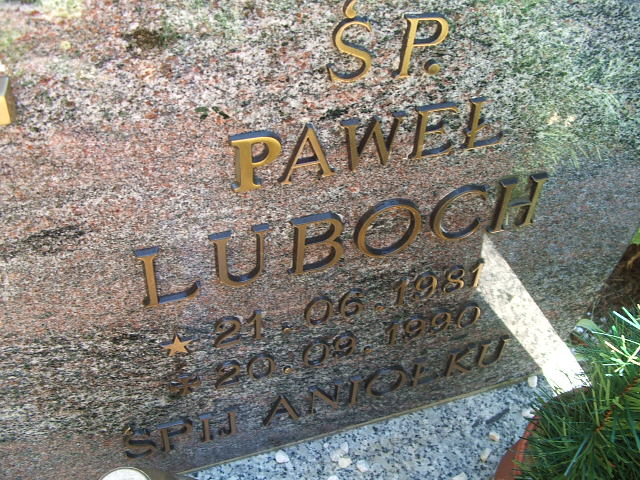 Ś P.
PAWEŁ
LUBOCH
21.06.1981
20.09.1990
ŚPIJ ANIOŁKU